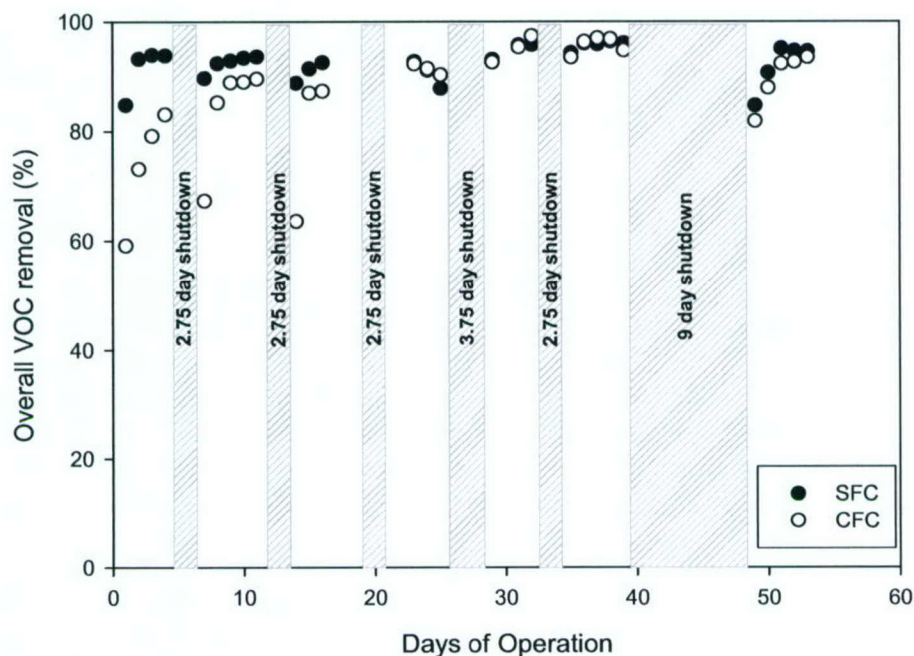 Overall VOC removal (%)
100
80
60
40
20
0
2.75 day shutdown
2.75 day shutdown
2.75 day shutdown
3.75 day shutdown
2.75 day shutdown
9 day shutdown
SFC
CFC
0 10 20 30 40 50 60
Days of Operation